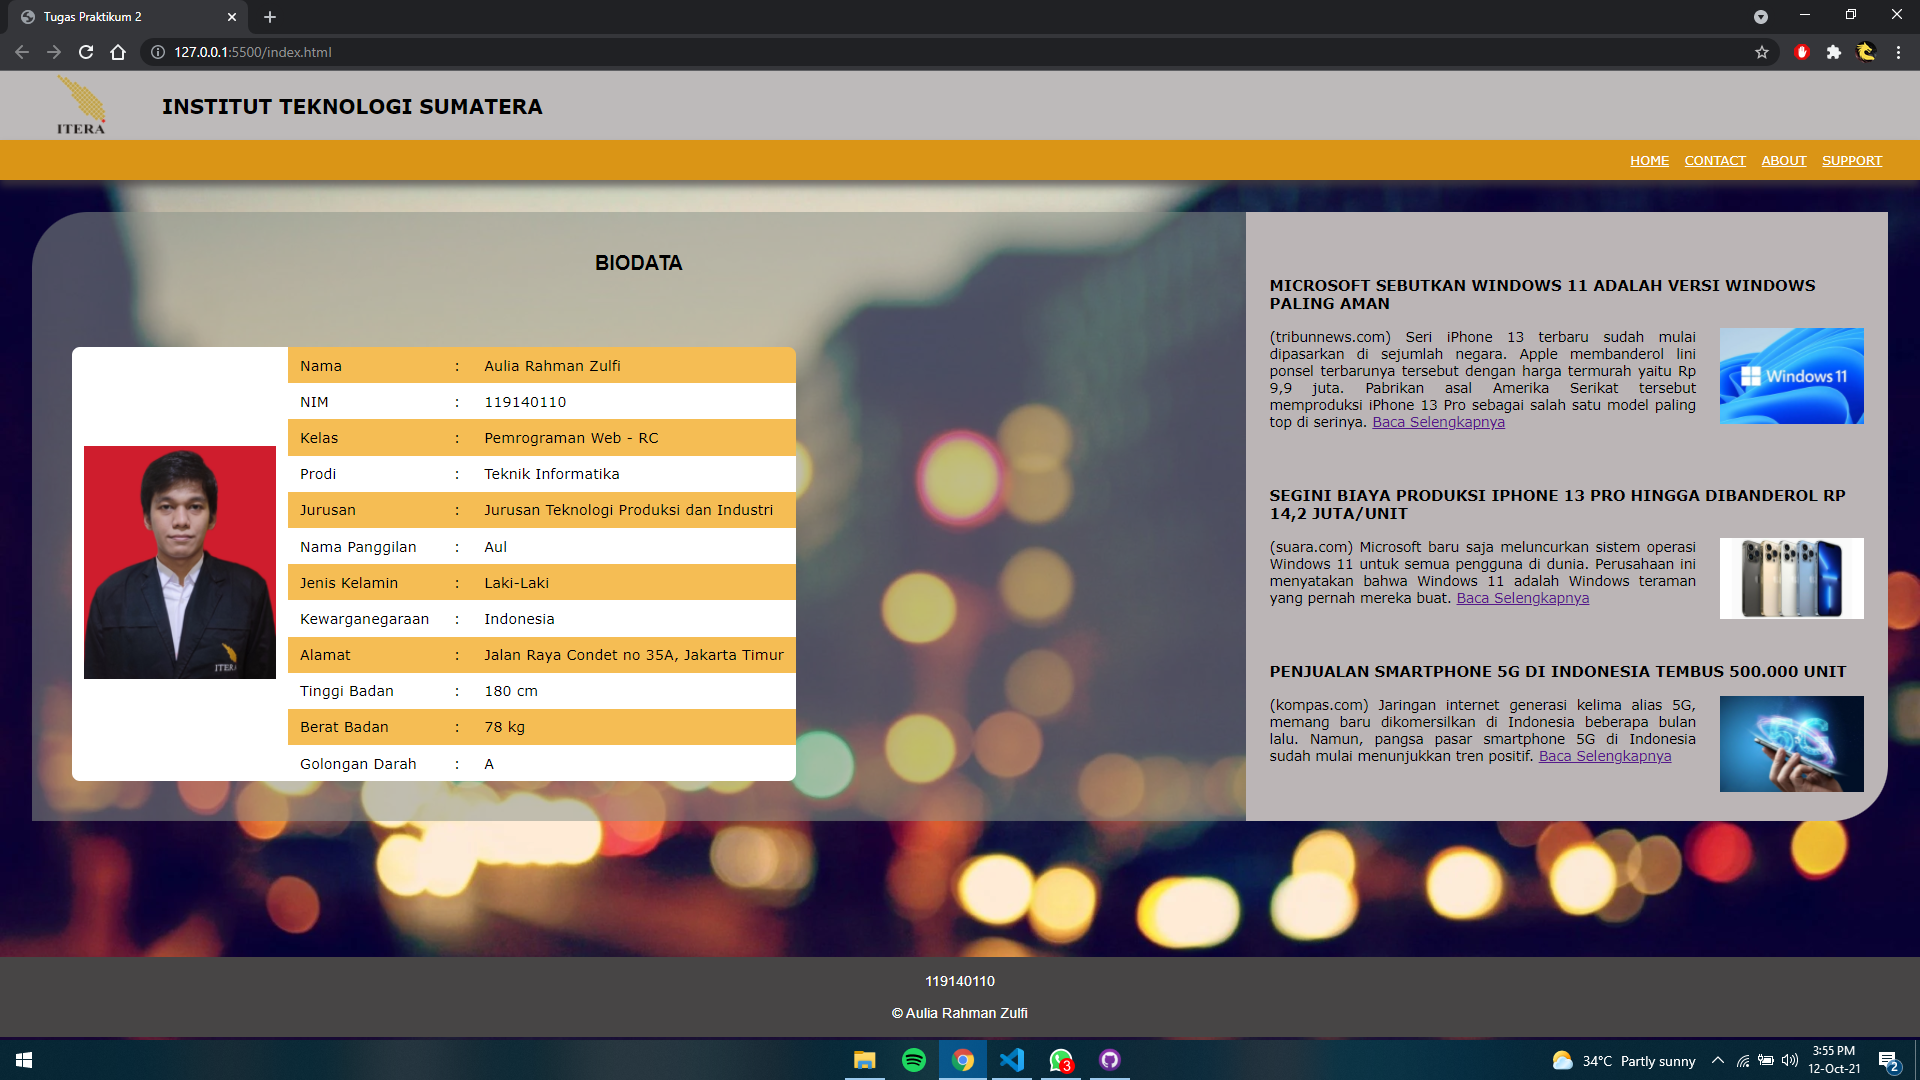 Tugas Praktikum 2
127.0.0.1:5500/index.html
ITERA
INSTITUT TEKNOLOGI SUMATERA
HOME CONTACT ABOUT SUPPORT
BIODATA
Nama : Aulia Rahman Zulfi
NIM : 119140110
Kelas : Pemrograman Web - RC
Prodi : Teknik Informatika
Jurusan : Jurusan Teknologi Produksi dan Industri
Nama Panggilan : Aul
Jenis Kelamin : Laki-Laki
Kewarganegaraan : Indonesia
Alamat : Jalan Raya Condet no 35A, Jakarta Timur
Tinggi Badan : 180 cm
Berat Badan : 78 kg
Golongan Darah : A
ITERA
MICROSOFT SEBUTKAN WINDOWS 11 ADALAH VERSI WINDOWS
PALING AMAN
(tribunnews.com) Seri iPhone 13 terbaru sudah mulai
dipasarkan di sejumlah negara. Apple membanderol lini
ponsel terbarunya tersebut dengan harga termurah yaitu Rp
9,9 juta. Pabrikan asal Amerika Serikat tersebut
memproduksi iPhone 13 Pro sebagai salah satu model paling
top di serinya. Baca Selengkapnya
Windows 11
SEGINI BIAYA PRODUKSI IPHONE 13 PRO HINGGA DIBANDEROL RP
14,2 JUTA/UNIT
(suara.com) Microsoft baru saja meluncurkan sistem operasi
Windows 11 untuk semua pengguna di dunia. Perusahaan ini
menyatakan bahwa Windows 11 adalah Windows teraman
yang pernah mereka buat. Baca Selengkapnya
PENJUALAN SMARTPHONE 5G DI INDONESIA TEMBUS 500.000 UNIT
(kompas.com) Jaringan internet generasi kelima alias 5G,
memang baru dikomersilkan di Indonesia beberapa bulan
lalu. Namun, pangsa pasar smartphone 5G di Indonesia
sudah mulai menunjukkan tren positif. Baca Selengkapnya
5G
119140110
© Aulia Rahman Zulfi
3
34°C Partly sunny
3:55 PM
12-Oct-21
2